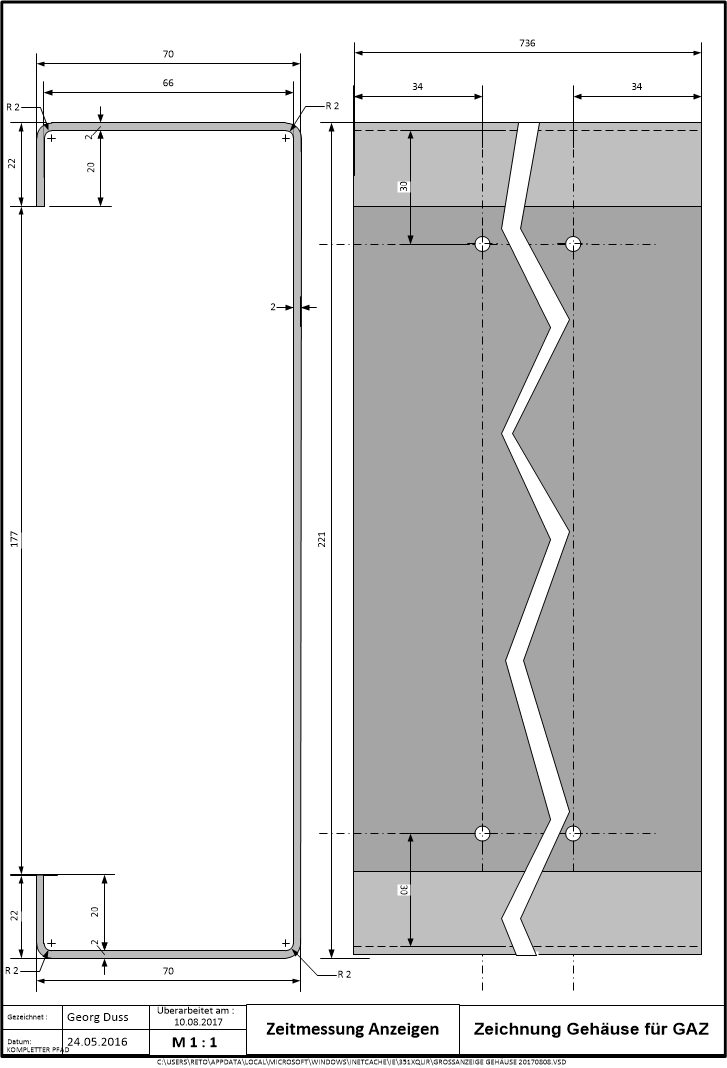 736
70
34
34
66
R 2
R 2
2
22
20
30
2
177
221
22
20
2
30
R 2
70
R 2
Gezeichnet :
Georg Duss
Überarbeitet am :
10.08.2017
Zeitmessung Anzeigen
Zeichnung Gehäuse für GAZ
Datum:
24.05.2016
M 1 : 1
KOMPLETTER PFAD
C:\USERS\RETO\APPDATA\LOCAL\MICROSOFT\WINDOWS\INETCACHE\IE\351XQLIR\GROSSANZEIGE GEHÄUSE 20170808.VSD